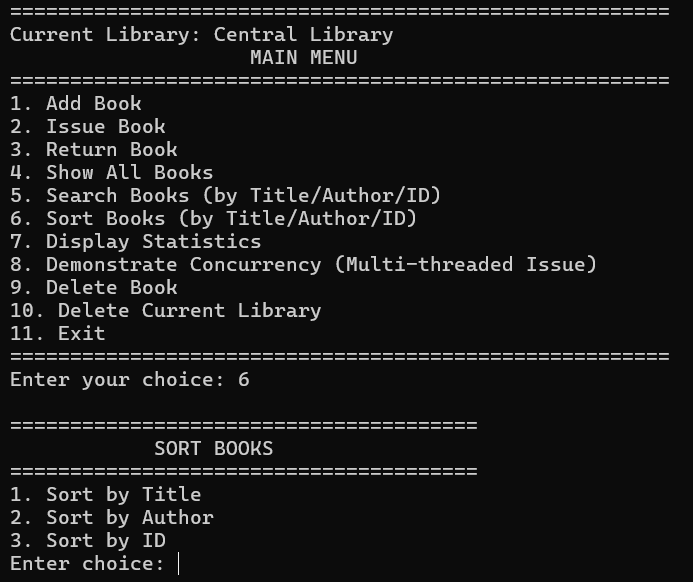 =======================================================
Current Library: Central Library
MAIN MENU
=======================================================
1. Add Book
2. Issue Book
3. Return Book
4. Show All Books
5. Search Books (by Title/Author/ID)
6. Sort Books (by Title/Author/ID)
7. Display Statistics
8. Demonstrate Concurrency (Multi-threaded Issue)
9. Delete Book
10. Delete Current Library
11. Exit
=======================================================
Enter your choice: 6
=======================================
SORT BOOKS
=======================================
1. Sort by Title
2. Sort by Author
3. Sort by ID
Enter choice: